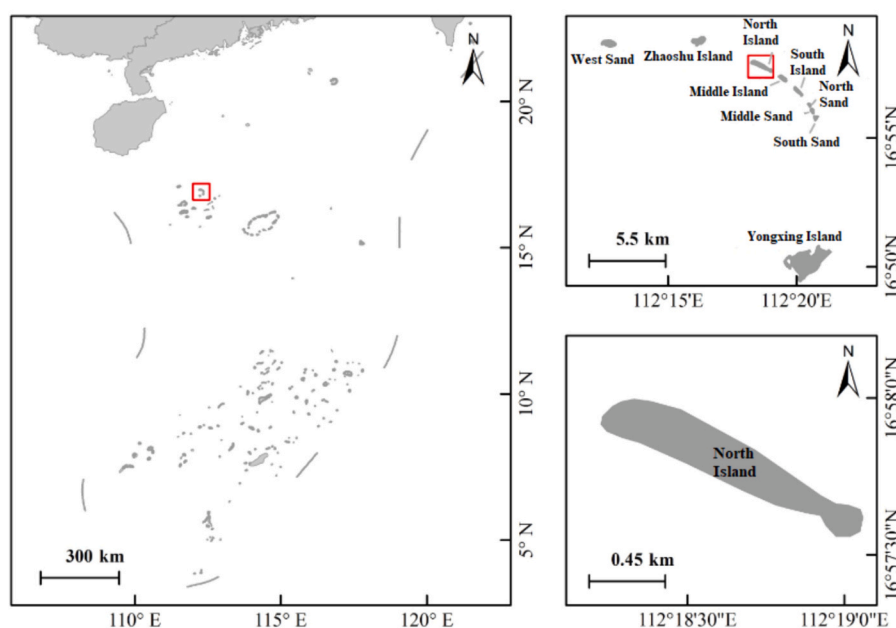 N
20° N
15° N
10° N
5° N
300 km
110° E
115° E
120° E
N
North
Island
West Sand
Zhaoshu Island
South
Island
Middle Island
North
Sand
Middle Sand
South Sand
16°55'N
Yongxing Island
5.5 km
16°50'N
112°15'E
112°20'E
N
16°58'0"N
North
Island
16°57'30"N
0.45 km
112°18'30"E
112°19'0"E